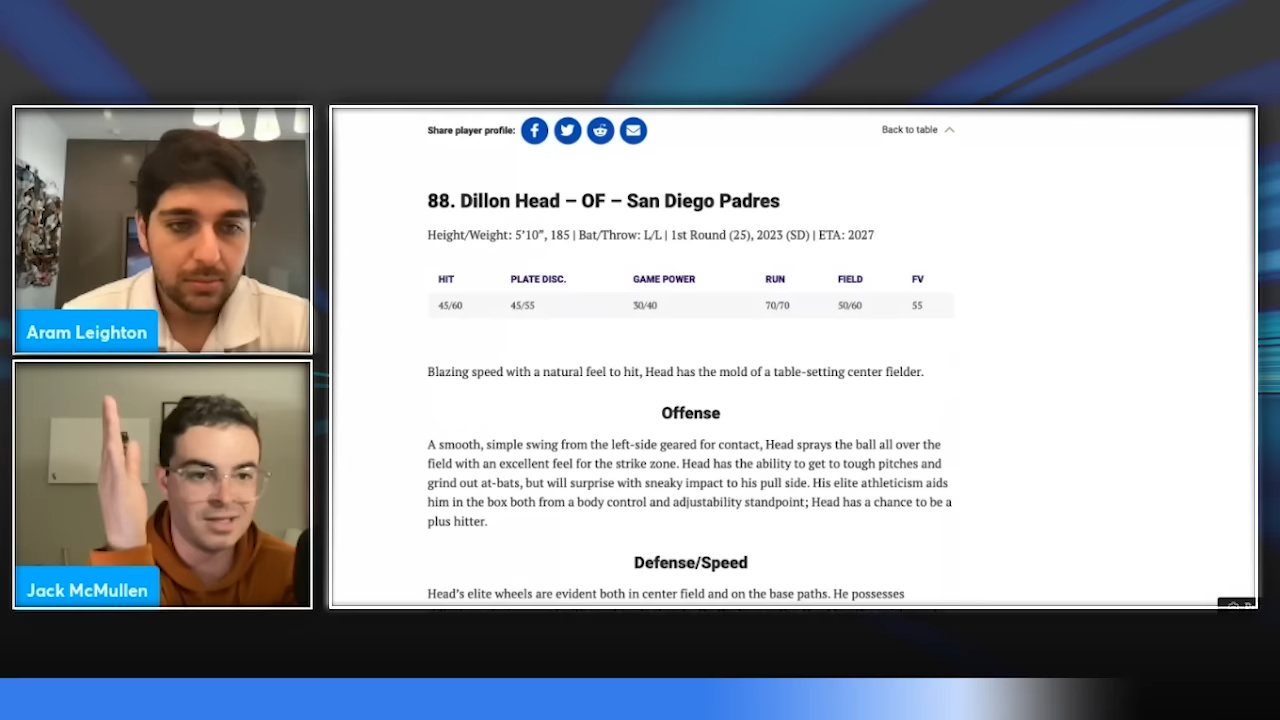 Share player profile:
Back to table
88. Dillon Head – OF – San Diego Padres
Height/Weight: 5’10”, 185 | Bat/Throw: L/L | 1st Round (25), 2023 (SD) | ETA: 2027
HIT PLATE DISC. GAME POWER RUN FIELD FV
45/60 45/55 30/40 70/70 50/60 55
Blazing speed with a natural feel to hit, Head has the mold of a table-setting center fielder.
Offense
A smooth, simple swing from the left-side geared for contact, Head sprays the ball all over the
field with an excellent feel for the strike zone. Head has the ability to get to tough pitches and
grind out at-bats, but will surprise with sneaky impact to his pull side. His elite athleticism aids
him in the box both from a body control and adjustability standpoint; Head has a chance to be a
plus hitter.
Defense/Speed
Head’s elite wheels are evident both in center field and on the base paths. He possesses
Aram Leighton
Jack McMullen